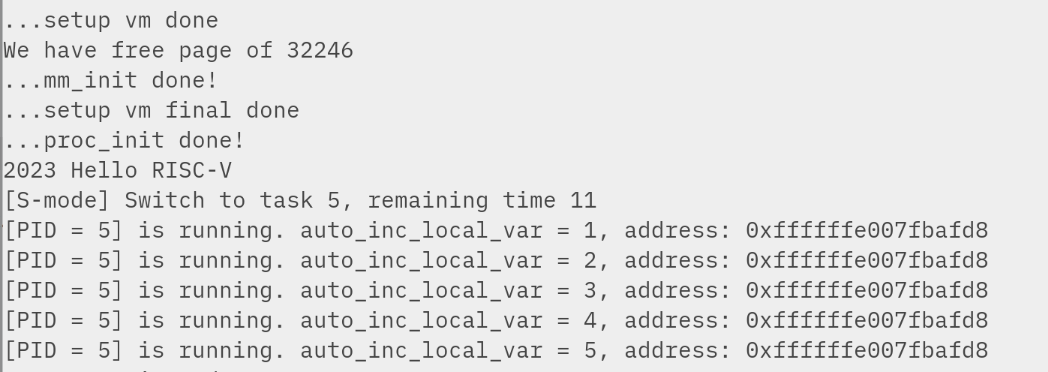 ...setup vm done
We have free page of 32246
...mm_init done!
...setup vm final done
...proc_init done!
2023 Hello RISC-V
[S-mode] Switch to task 5, remaining time 11
[PID = 5] is running. auto_inc_local_var = 1, address: 0xffffffe007fbafd8
[PID = 5] is running. auto_inc_local_var = 2, address: 0xffffffe007fbafd8
[PID = 5] is running. auto_inc_local_var = 3, address: 0xffffffe007fbafd8
[PID = 5] is running. auto_inc_local_var = 4, address: 0xffffffe007fbafd8
[PID = 5] is running. auto_inc_local_var = 5, address: 0xffffffe007fbafd8